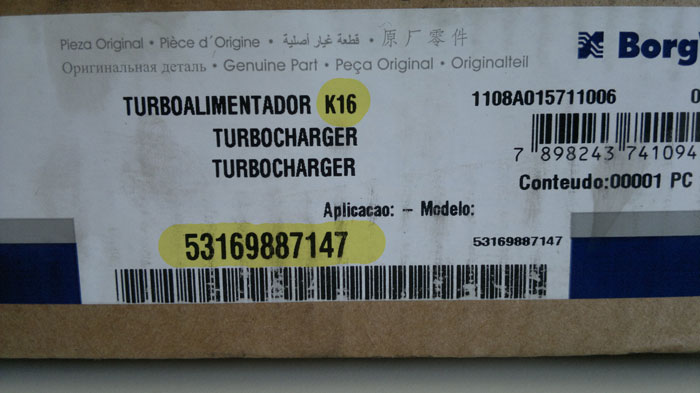 Pieza Original • Pièce d´Origine • قطعة غيار أصلية • 原厂零件
Оригинальная деталь • Genuine Part • Peça Original • Originalteil
Borg
TURBOALIMENTADOR K16
TURBOCHARGER
TURBOCHARGER
1108A015711006
7 898243 741094
Conteudo:00001 PC
Aplicacao: – Modelo:
53169887147
53169887147